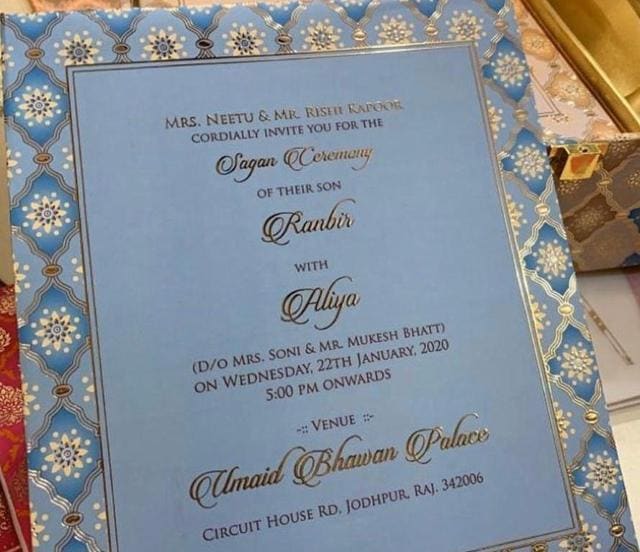 Mrs. Neetu & Mr. Rishi Kapoor
cordially invite you for the
Sagan Ceremony
of their son
Ranbir
with
Aliya
(D/o Mrs. Soni & Mr. Mukesh Bhatt)
on Wednesday, 22th January, 2020
5:00 pm onwards
-:: Venue ::-
Umaid Bhawan Palace
Circuit House Rd, Jodhpur, Raj. 342006